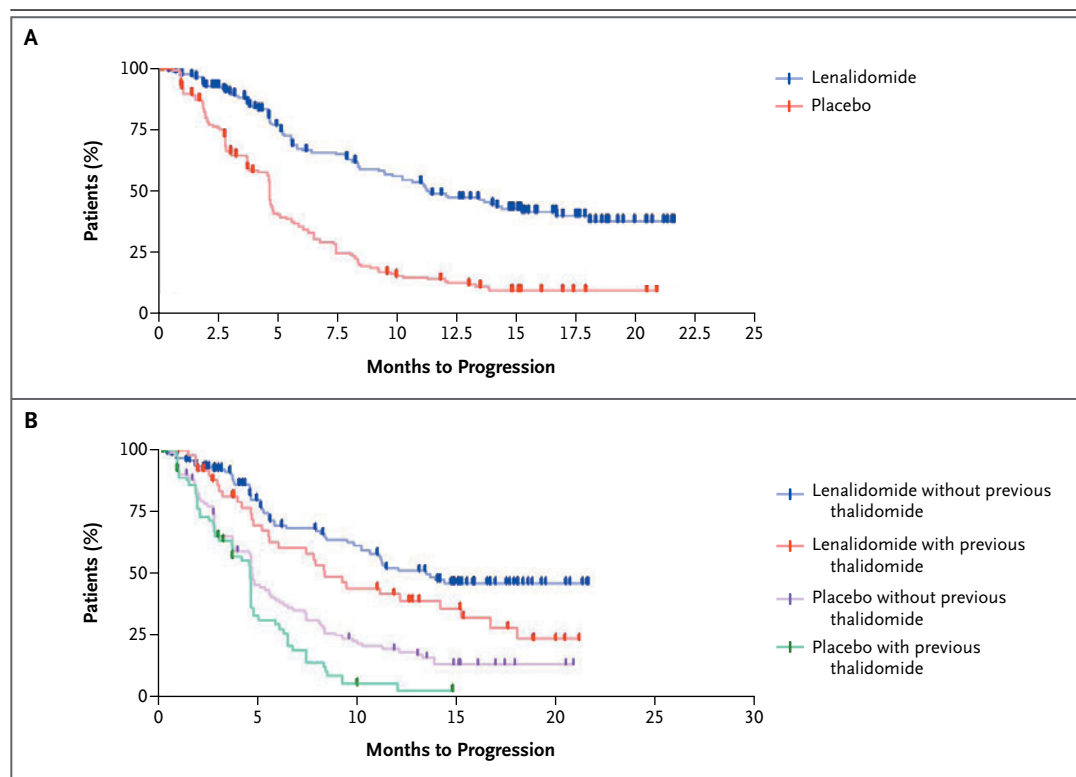 A
100
75
50
25
0
Patients (%)
0 2.5 5 7.5 10 12.5 15 17.5 20 22.5 25
Months to Progression
Lenalidomide
Placebo
B
100
75
50
25
0
Patients (%)
0 5 10 15 20 25 30
Months to Progression
Lenalidomide without previous
thalidomide
Lenalidomide with previous
thalidomide
Placebo without previous
thalidomide
Placebo with previous
thalidomide